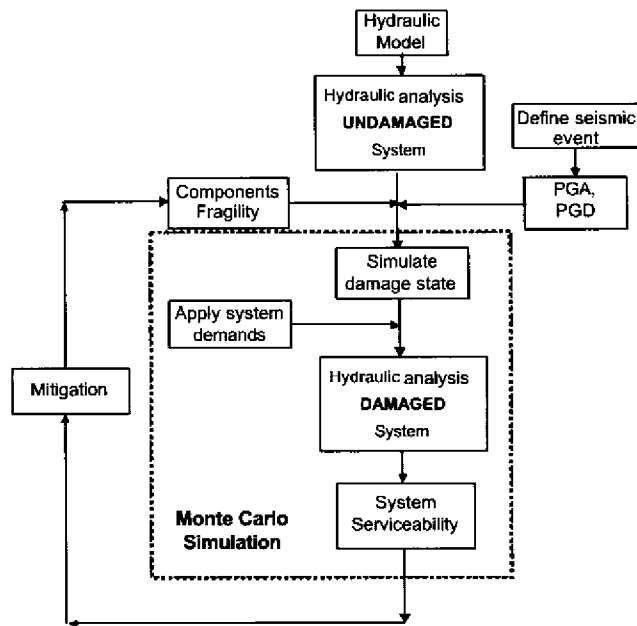 Hydraulic
Model
Hydraulic analysis
UNDAMAGED
System
Define seismic
event
PGA,
PGD
Components
Fragility
Simulate
damage state
Apply system
demands
Hydraulic analysis
DAMAGED
System
Mitigation
System
Serviceability
Monte Carlo
Simulation